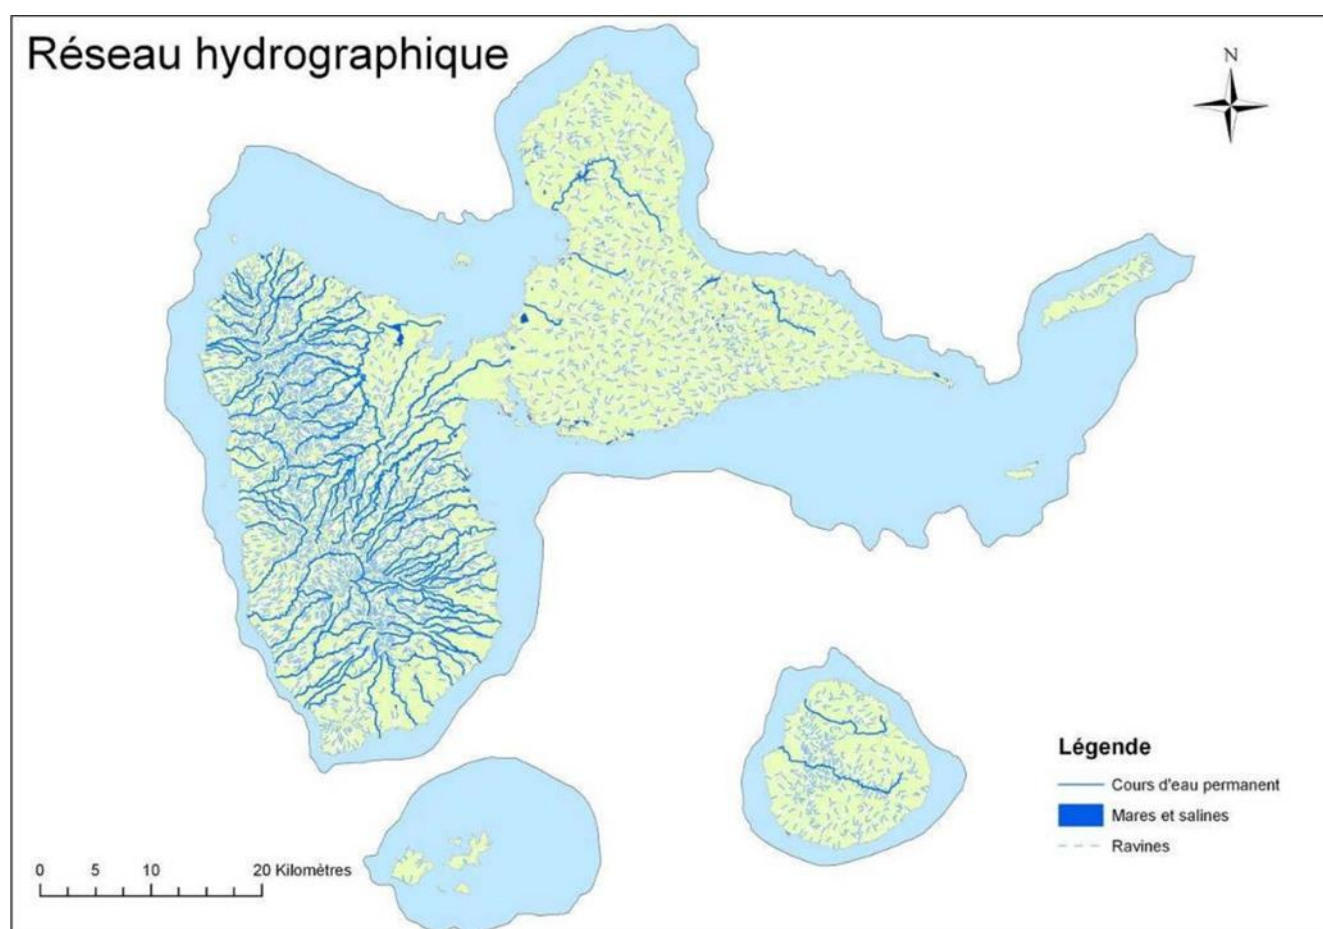 Réseau hydrographique
N
Légende
Cours d'eau permanent
Mares et salines
Ravines
0 5 10 20 Kilomètres